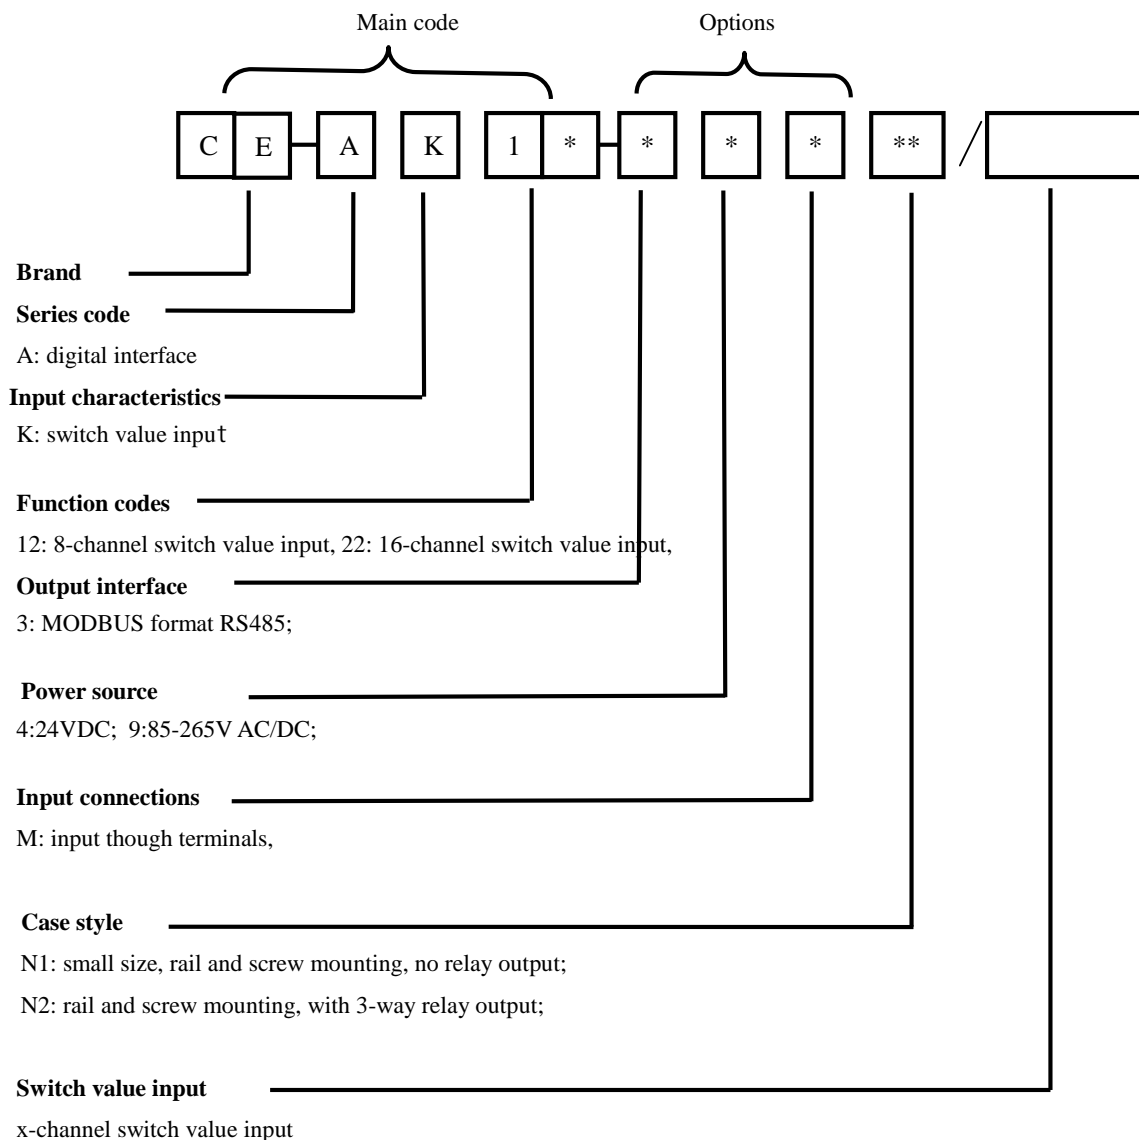 Main code Options
C E A K 1 * * * * ** /
Brand
Series code
A: digital interface
Input characteristics
K: switch value input
Function codes
12: 8-channel switch value input, 22: 16-channel switch value input,
Output interface
3: MODBUS format RS485;
Power source
4:24VDC; 9:85-265V AC/DC;
Input connections
M: input though terminals,
Case style
N1: small size, rail and screw mounting, no relay output;
N2: rail and screw mounting, with 3-way relay output;
Switch value input
x-channel switch value input